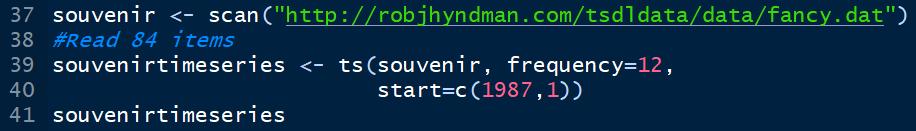 37 souvenir <- scan("http://robjhyndman.com/tsdldata/data/fancy.dat")
38 #Read 84 items
39 souvenirtimeseries <- ts(souvenir, frequency=12,
40                          start=c(1987,1))
41 souvenirtimeseries